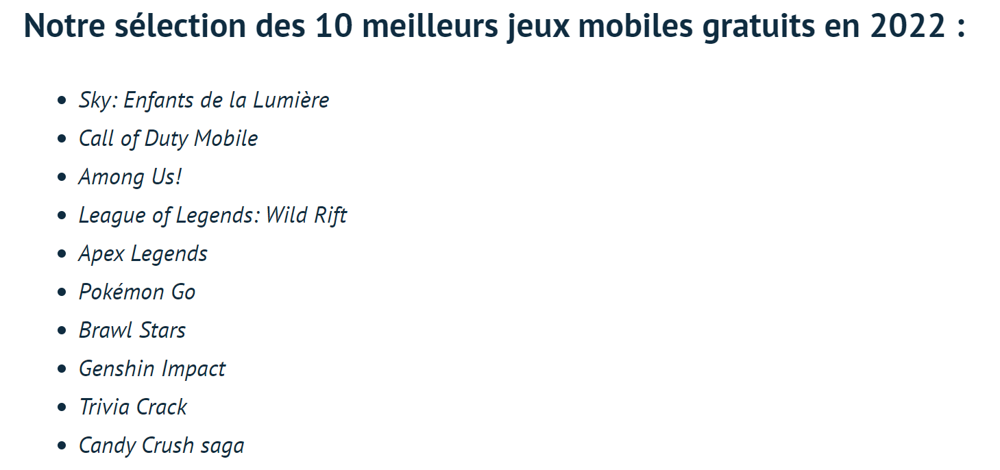 Notre sélection des 10 meilleurs jeux mobiles gratuits en 2022 :
• Sky: Enfants de la Lumière
• Call of Duty Mobile
• Among Us!
• League of Legends: Wild Rift
• Apex Legends
• Pokémon Go
• Brawl Stars
• Genshin Impact
• Trivia Crack
• Candy Crush saga